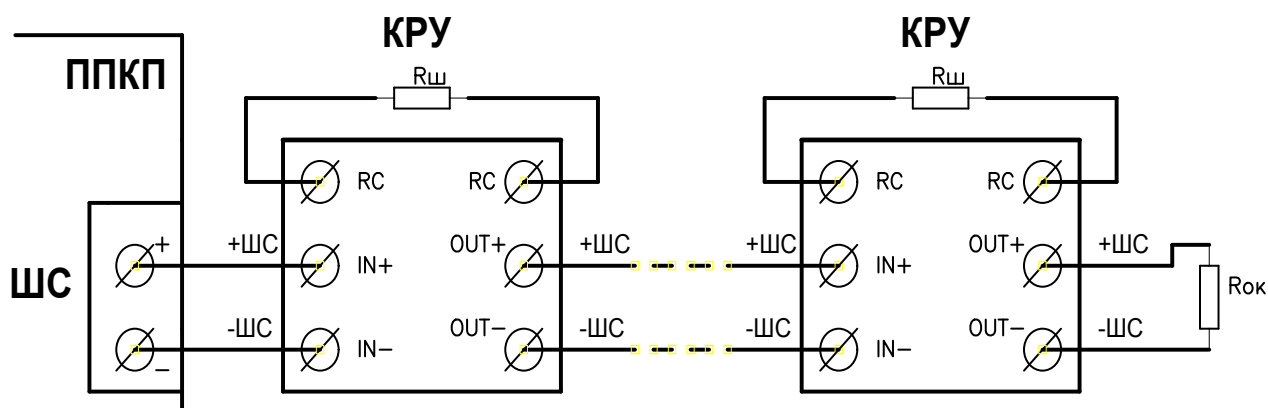 КРУ КРУ
Rш Rш
ППКП
RC RC RC RC
+ +ШС IN+ OUT+ +ШС +ШС IN+ OUT+ +ШС
ШС Rок
- -ШС IN- OUT- -ШС -ШС IN- OUT- -ШС